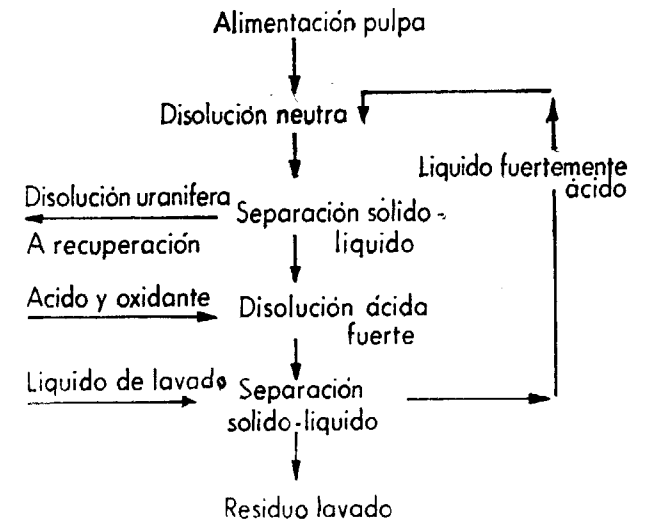 Alimentación pulpa
Disolución neutra
Liquido fuertemente
ácido
Disolución uranifera
A recuperación
Separación sólido-
liquido
Acido y oxidante
Disolución ácida
fuerte
Liquido de lavado
Separación
solido-liquido
Residuo lavado